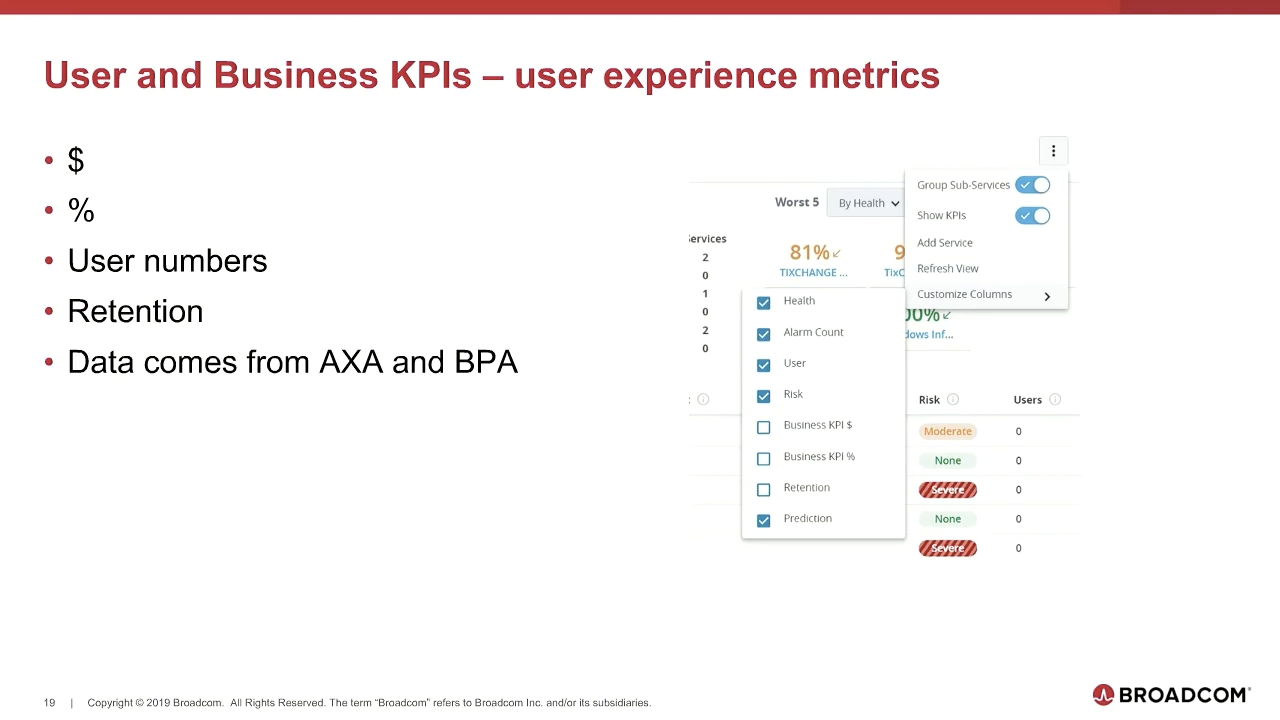 User and Business KPIs – user experience metrics
• $
• %
• User numbers
• Retention
• Data comes from AXA and BPA
Group Sub-Services
Worst 5 By Health
Show KPIs
ervices
Add Service
2
81%
9
0
TIXCHANGE ...
TixC
Refresh View
1
Customize Columns
0
Health
00%
2
Alarm Count
dows Inf...
0
User
Risk
Risk Users
Business KPI $
Moderate 0
Business KPI %
None 0
Retention
Severe 0
Prediction
None 0
Severe 0
19 | Copyright © 2019 Broadcom. All Rights Reserved. The term “Broadcom” refers to Broadcom Inc. and/or its subsidiaries.
BROADCOM®